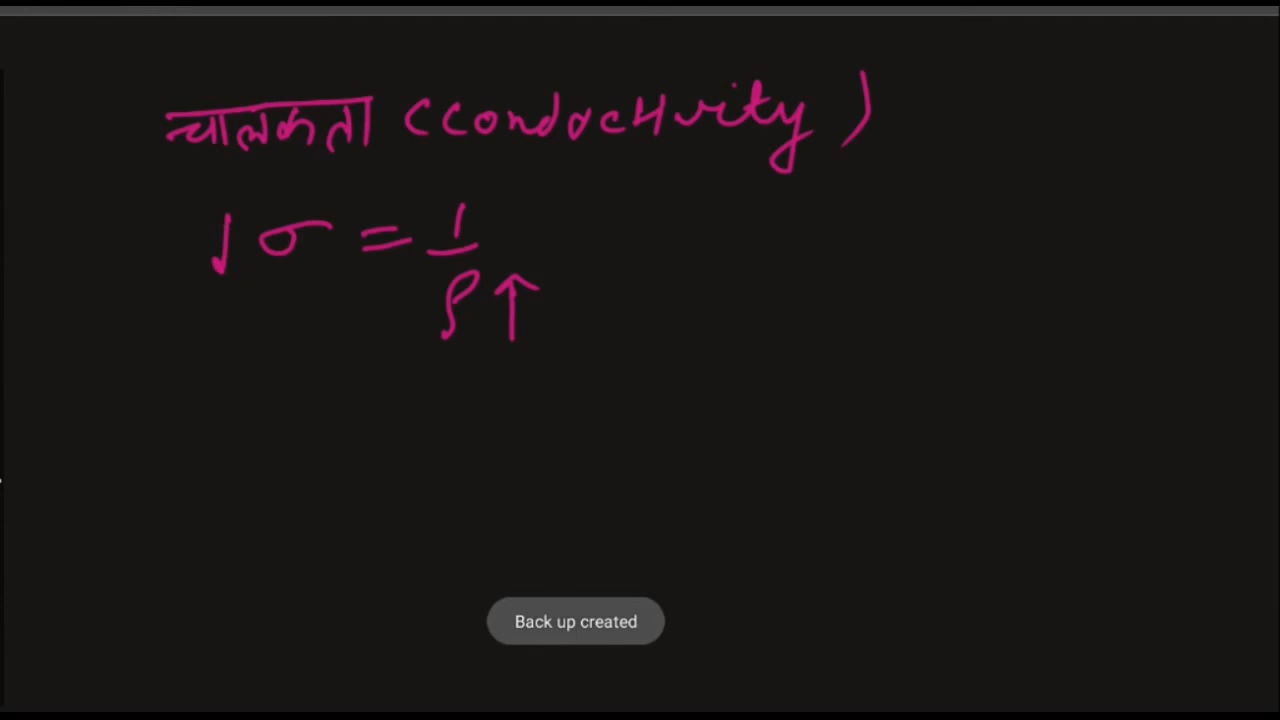 चालकता (Conductivity)
↓ σ = 1/ρ ↑
Back up created